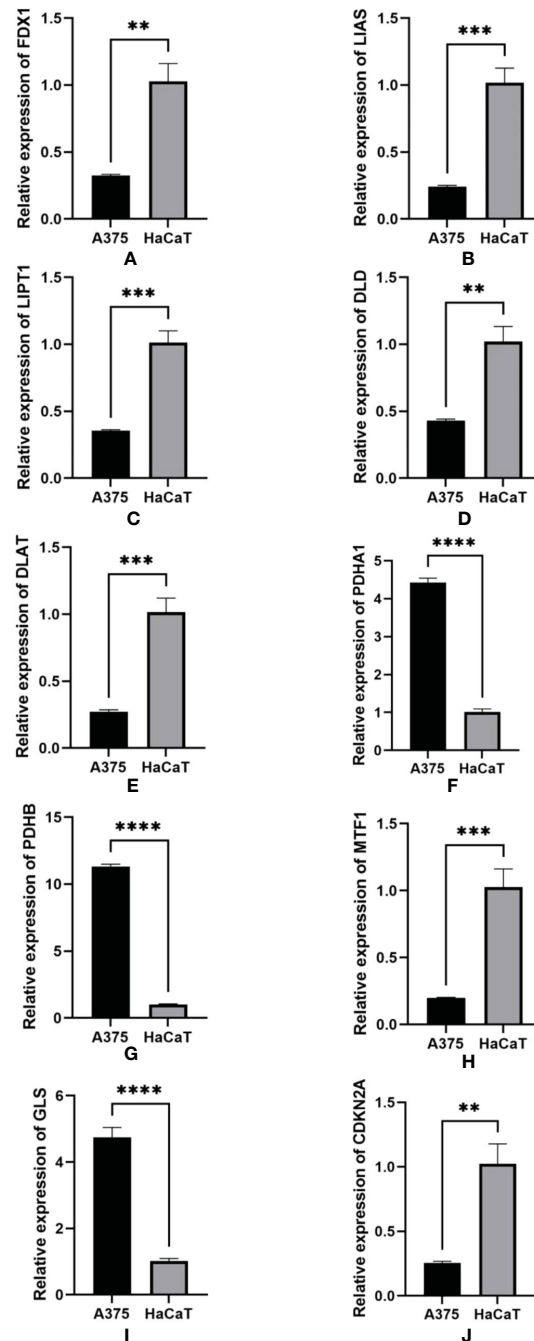 Relative expression of FDX1
**
1.5
1.0
0.5
0.0
A375 HaCaT
A
Relative expression of LIAS
***
1.5
1.0
0.5
0.0
A375 HaCaT
B
Relative expression of LIPT1
***
1.5
1.0
0.5
0.0
A375 HaCaT
C
Relative expression of DLD
**
1.5
1.0
0.5
0.0
A375 HaCaT
D
Relative expression of DLAT
***
1.5
1.0
0.5
0.0
A375 HaCaT
E
Relative expression of PDHA1
****
5
4
3
2
1
0
A375 HaCaT
F
Relative expression of PDHB
****
15
10
5
0
A375 HaCaT
G
Relative expression of MTF1
***
1.5
1.0
0.5
0.0
A375 HaCaT
H
Relative expression of GLS
****
6
4
2
0
A375 HaCaT
I
Relative expression of CDKN2A
**
1.5
1.0
0.5
0.0
A375 HaCaT
J